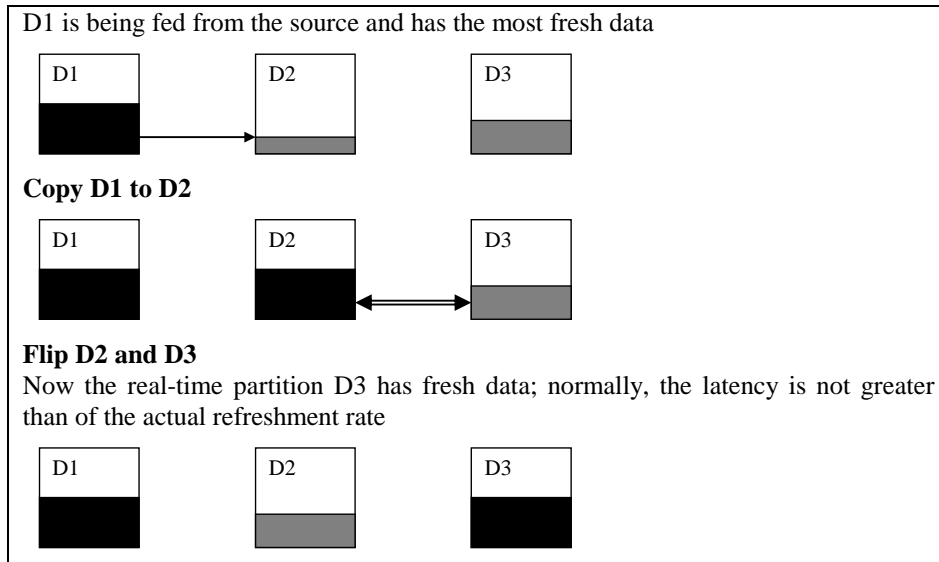 D1 is being fed from the source and has the most fresh data
D1 D2 D3
Copy D1 to D2
D1 D2 D3
Flip D2 and D3
Now the real-time partition D3 has fresh data; normally, the latency is not greater
than of the actual refreshment rate
D1 D2 D3